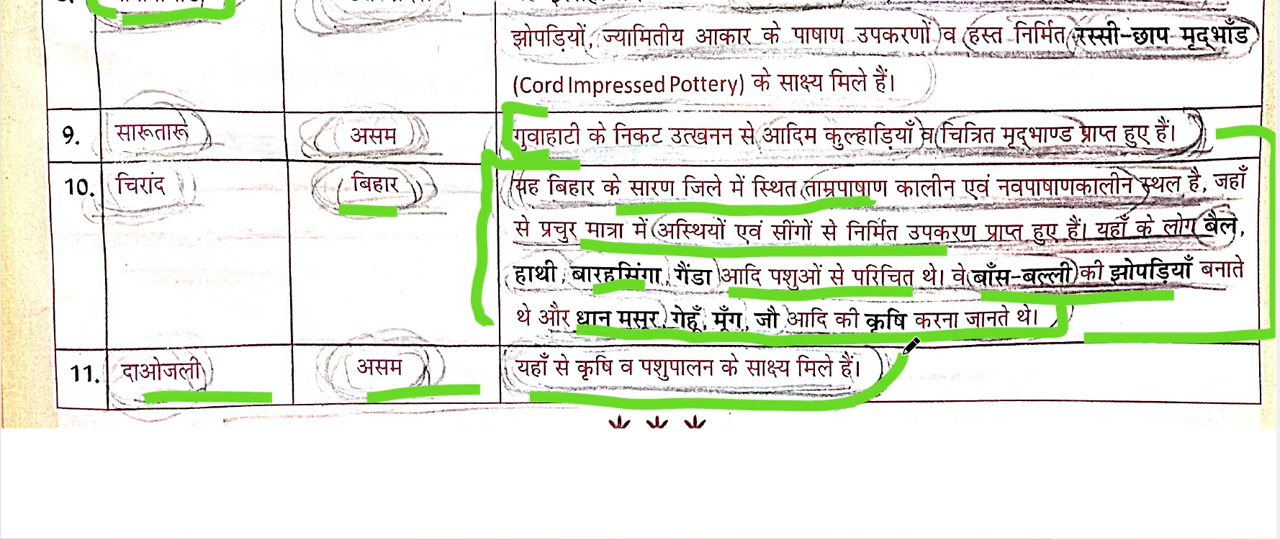 झोपड़ियों, ज्यामितीय आकार के पाषाण उपकरणों व हस्त निर्मित रस्सी-छाप मृद्भाँड
(Cord Impressed Pottery) के साक्ष्य मिले हैं।
9. सारूतारू असम गुवाहाटी के निकट उत्खनन से आदिम कुल्हाड़ियाँ व चित्रित मृद्भाण्ड प्राप्त हुए हैं।
10. चिरांद बिहार यह बिहार के सारण जिले में स्थित ताम्रपाषाण कालीन एवं नवपाषाणकालीन स्थल है, जहाँ
से प्रचुर मात्रा में अस्थियों एवं सींगों से निर्मित उपकरण प्राप्त हुए हैं। यहाँ के लोग बैल,
हाथी, बारहसिंगा, गैंडा आदि पशुओं से परिचित थे। वे बाँस-बल्ली की झोपड़ियाँ बनाते
थे और धान मसूर, गेहूँ, मूँग, जौ आदि की कृषि करना जानते थे।
11. दाओजली असम यहाँ से कृषि व पशुपालन के साक्ष्य मिले हैं।